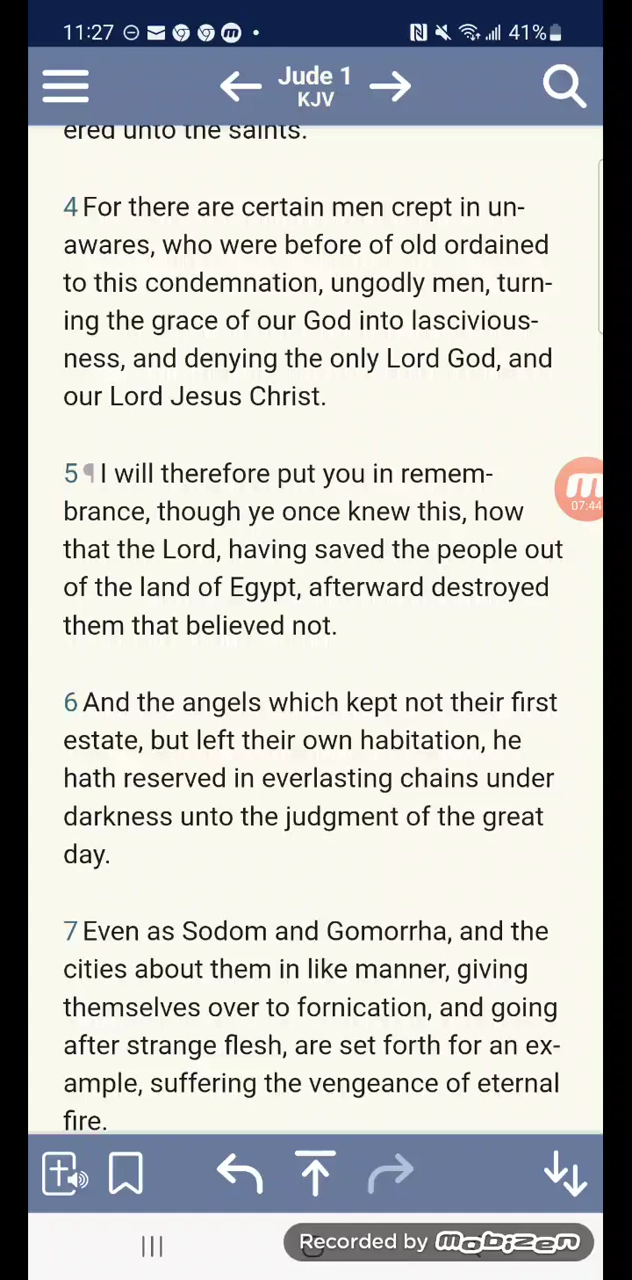 11:27 41%
Jude 1
KJV
ered unto the saints.
4 For there are certain men crept in un-
awares, who were before of old ordained
to this condemnation, ungodly men, turn-
ing the grace of our God into lascivious-
ness, and denying the only Lord God, and
our Lord Jesus Christ.
5 ¶ I will therefore put you in remem-
brance, though ye once knew this, how
that the Lord, having saved the people out
of the land of Egypt, afterward destroyed
them that believed not.
m
07:44
6 And the angels which kept not their first
estate, but left their own habitation, he
hath reserved in everlasting chains under
darkness unto the judgment of the great
day.
7 Even as Sodom and Gomorrha, and the
cities about them in like manner, giving
themselves over to fornication, and going
after strange flesh, are set forth for an ex-
ample, suffering the vengeance of eternal
fire.
Recorded by mobizen